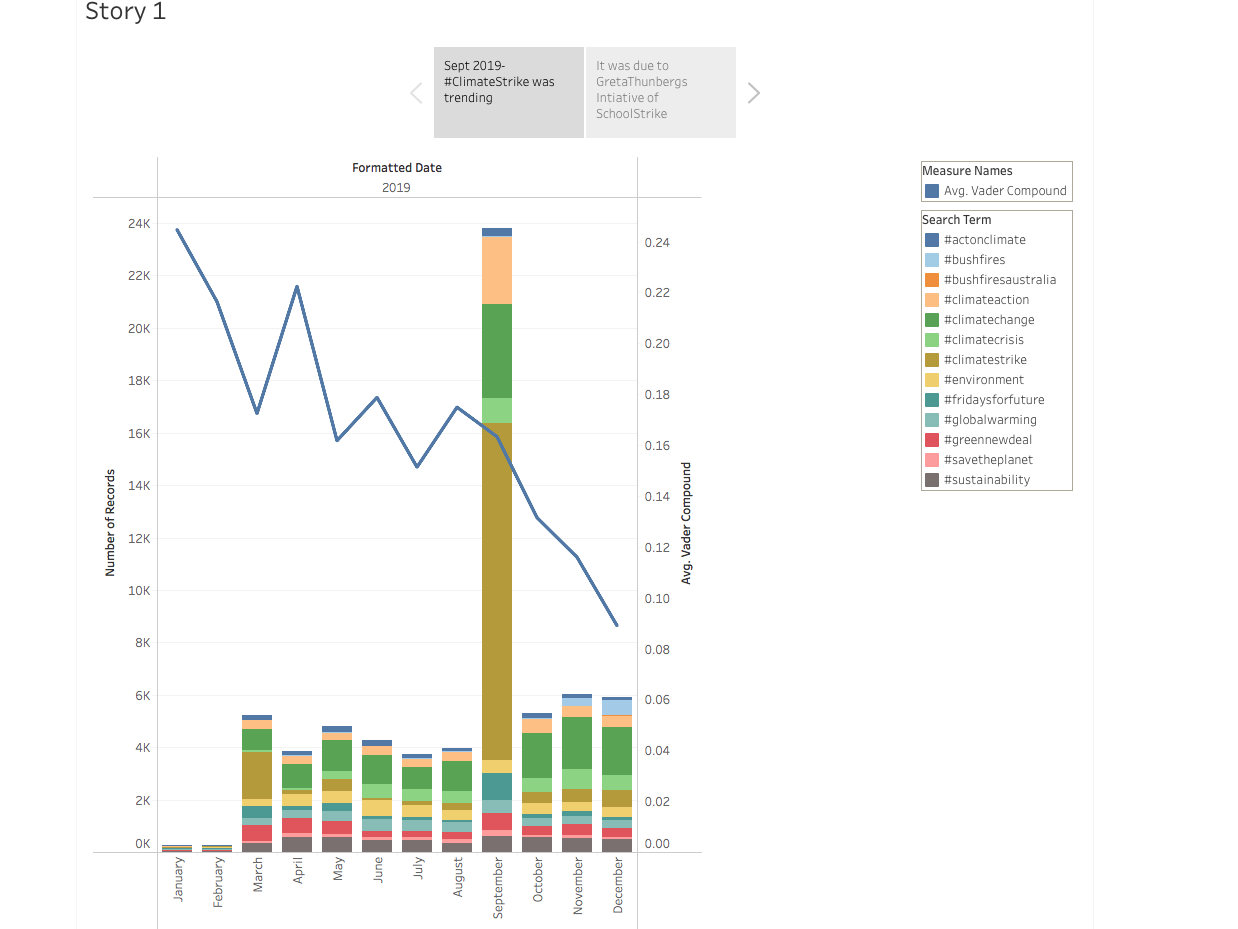 Story 1
Sept 2019-
#ClimateStrike was
trending
It was due to
GretaThunbergs
Intiative of
SchoolStrike
Formatted Date
2019
24K
22K
20K
18K
16K
14K
12K
10K
8K
6K
4K
2K
0K
Number of Records
0.24
0.22
0.20
0.18
0.16
0.14
0.12
0.10
0.08
0.06
0.04
0.02
0.00
Avg. Vader Compound
January
February
March
April
May
June
July
August
September
October
November
December
Measure Names
Avg. Vader Compound
Search Term
#actonclimate
#bushfires
#bushfiresaustralia
#climateaction
#climatechange
#climatecrisis
#climatestrike
#environment
#fridaysforfuture
#globalwarming
#greennewdeal
#savetheplanet
#sustainability